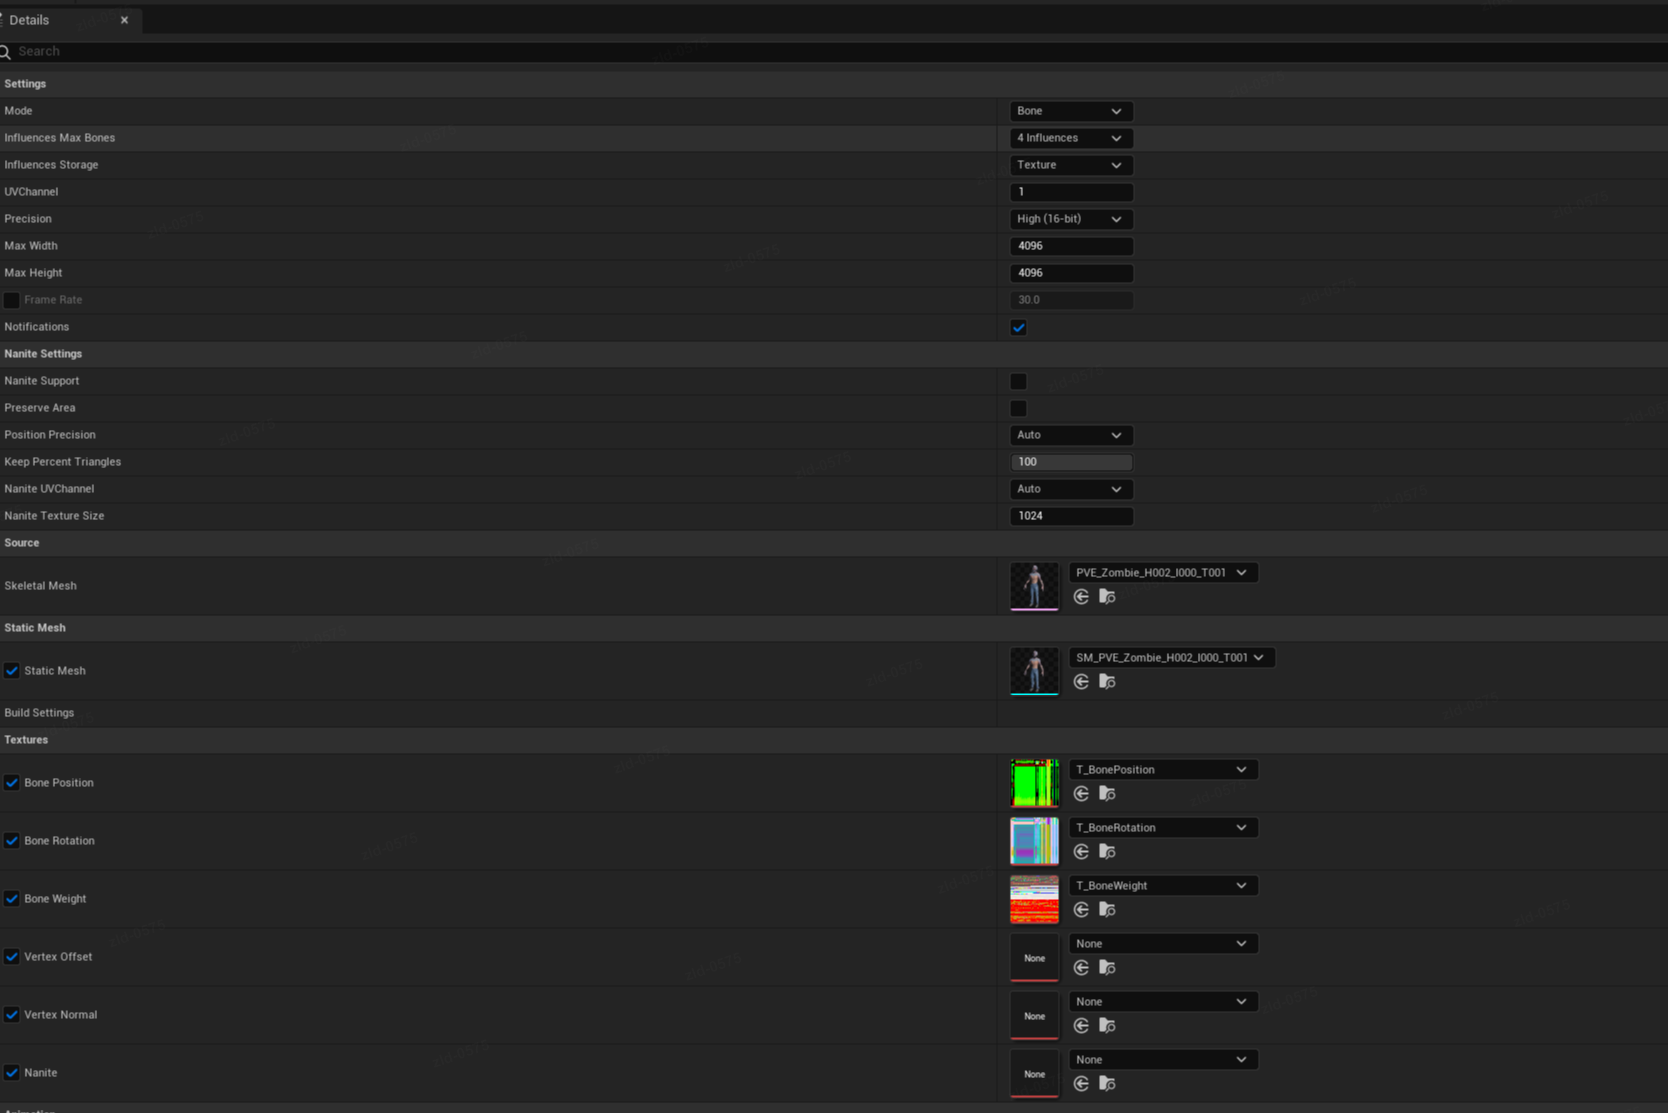 Details
Search
Settings
Mode Bone
Influences Max Bones 4 Influences
Influences Storage Texture
UVChannel 1
Precision High (16-bit)
Max Width 4096
Max Height 4096
Frame Rate 30.0
Notifications
Nanite Settings
Nanite Support
Preserve Area
Position Precision Auto
Keep Percent Triangles 100
Nanite UVChannel Auto
Nanite Texture Size 1024
Source
Skeletal Mesh PVE_Zombie_H002_I000_T001
Static Mesh
Static Mesh SM_PVE_Zombie_H002_I000_T001
Build Settings
Textures
Bone Position T_BonePosition
Bone Rotation T_BoneRotation
Bone Weight T_BoneWeight
Vertex Offset None None
Vertex Normal None None
Nanite None None